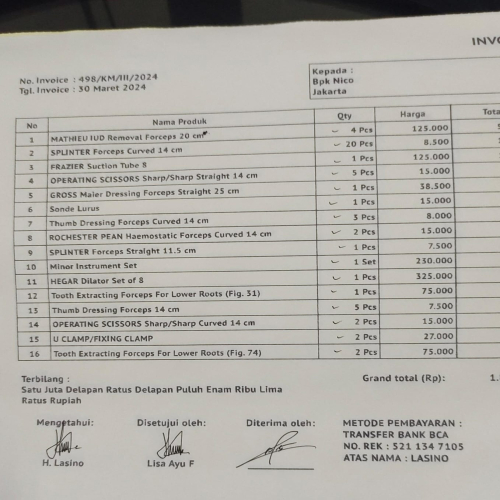 INVO
No. Invoice : 498/KM/III/2024
Tgl. Invoice : 30 Maret 2024
Kepada :
Bpk Nico
Jakarta
No Nama Produk Qty Harga Tota
1 MATHIEU IUD Removal Forceps 20 cm 4 Pcs 125.000
2 SPLINTER Forceps Curved 14 cm 20 Pcs 8.500
3 FRAZIER Suction Tube 8 1 Pcs 125.000
4 OPERATING SCISSORS Sharp/Sharp Straight 14 cm 5 Pcs 15.000
5 GROSS Maier Dressing Forceps Straight 25 cm 1 Pcs 38.500
6 Sonde Lurus 1 Pcs 15.000
7 Thumb Dressing Forceps Curved 14 cm 3 Pcs 8.000
8 ROCHESTER PEAN Haemostatic Forceps Curved 14 cm 2 Pcs 15.000
9 SPLINTER Forceps Straight 11.5 cm 1 Pcs 7.500
10 Minor Instrument Set 1 Set 230.000
11 HEGAR Dilator Set of 8 1 Pcs 325.000
12 Tooth Extracting Forceps For Lower Roots (Fig. 31) 1 Pcs 75.000
13 Thumb Dressing Forceps 14 cm 5 Pcs 7.500
14 OPERATING SCISSORS Sharp/Sharp Curved 14 cm 2 Pcs 15.000
15 U CLAMP/FIXING CLAMP 2 Pcs 27.000
16 Tooth Extracting Forceps For Lower Roots (Fig. 74) 2 Pcs 75.000
Terbilang :
Satu Juta Delapan Ratus Delapan Puluh Enam Ribu Lima
Ratus Rupiah
Grand total (Rp): 1.
Mengetahui: Disetujui oleh: Diterima oleh:
H. Lasino Lisa Ayu F
METODE PEMBAYARAN :
TRANSFER BANK BCA
NO. REK : 521 134 7105
ATAS NAMA : LASINO